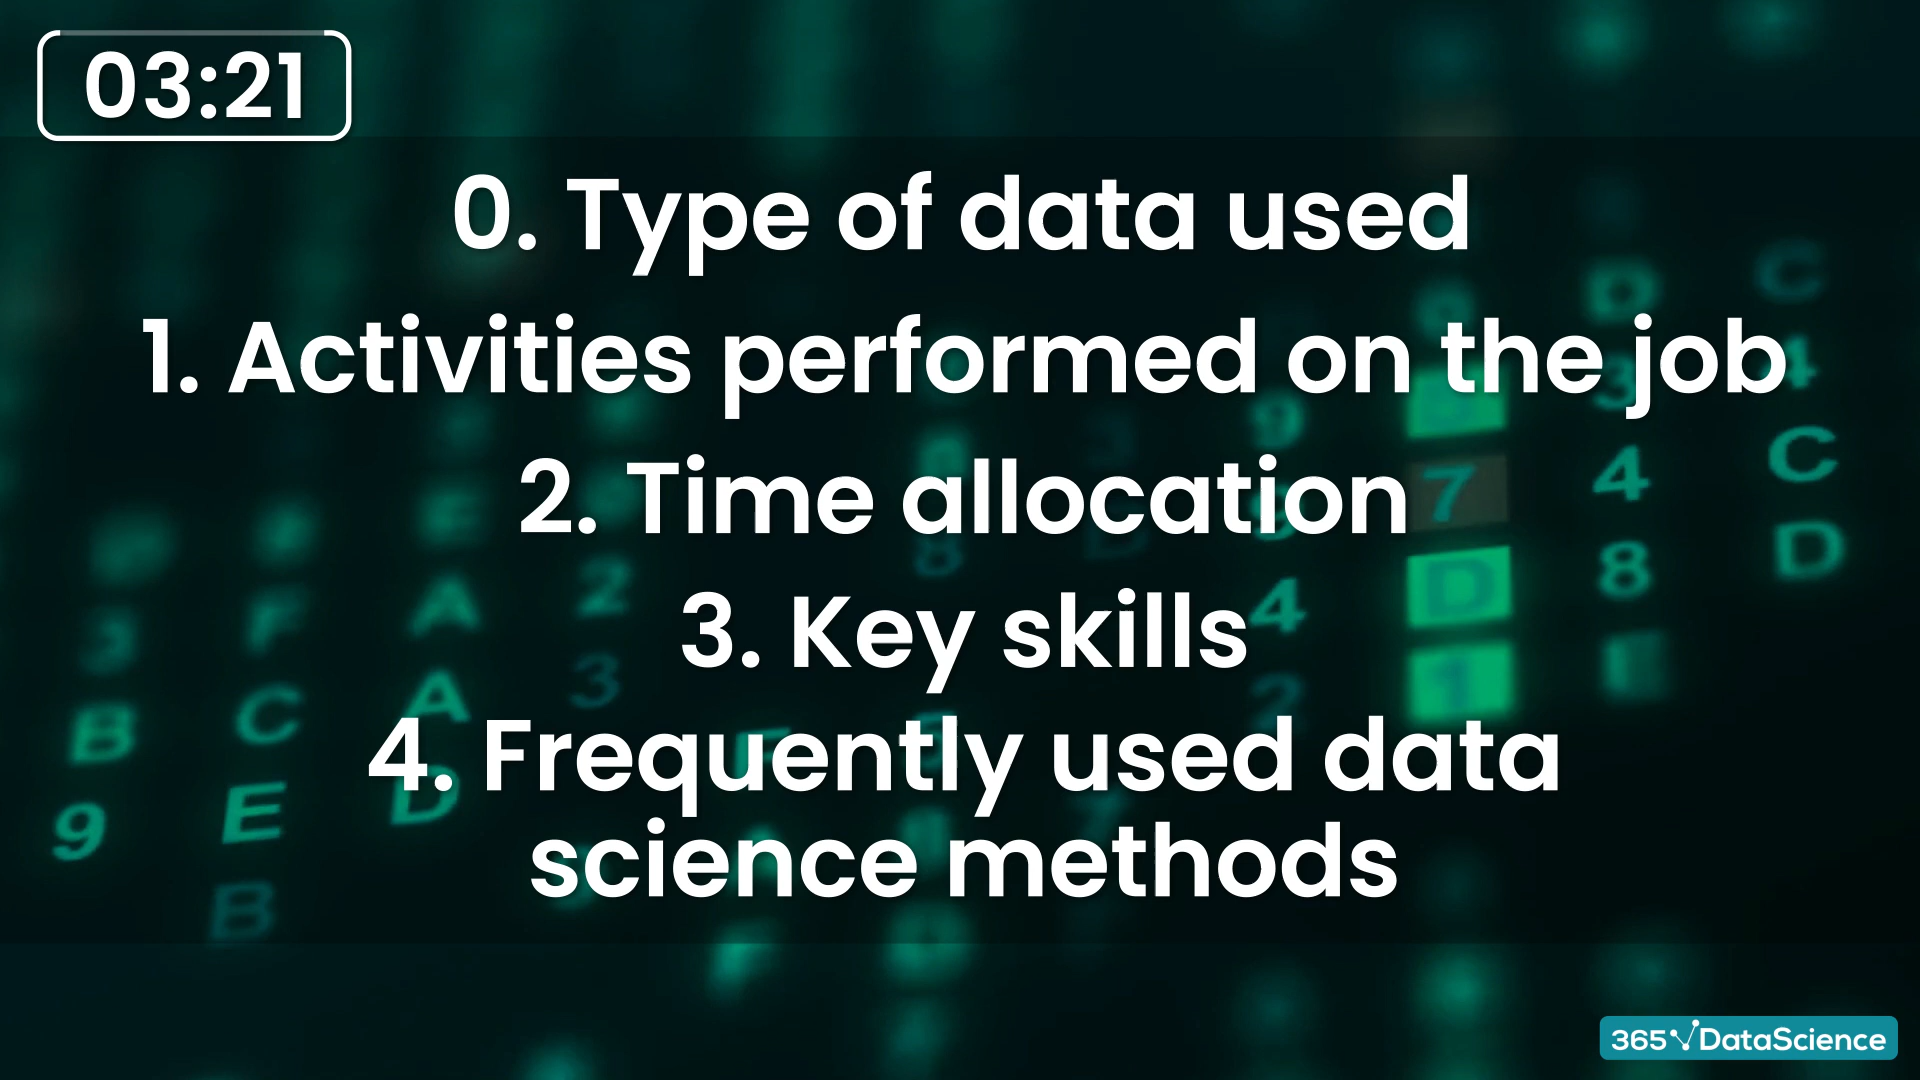 03:21
0. Type of data used
1. Activities performed on the job
2. Time allocation
3. Key skills
4. Frequently used data
science methods
365 DataScience